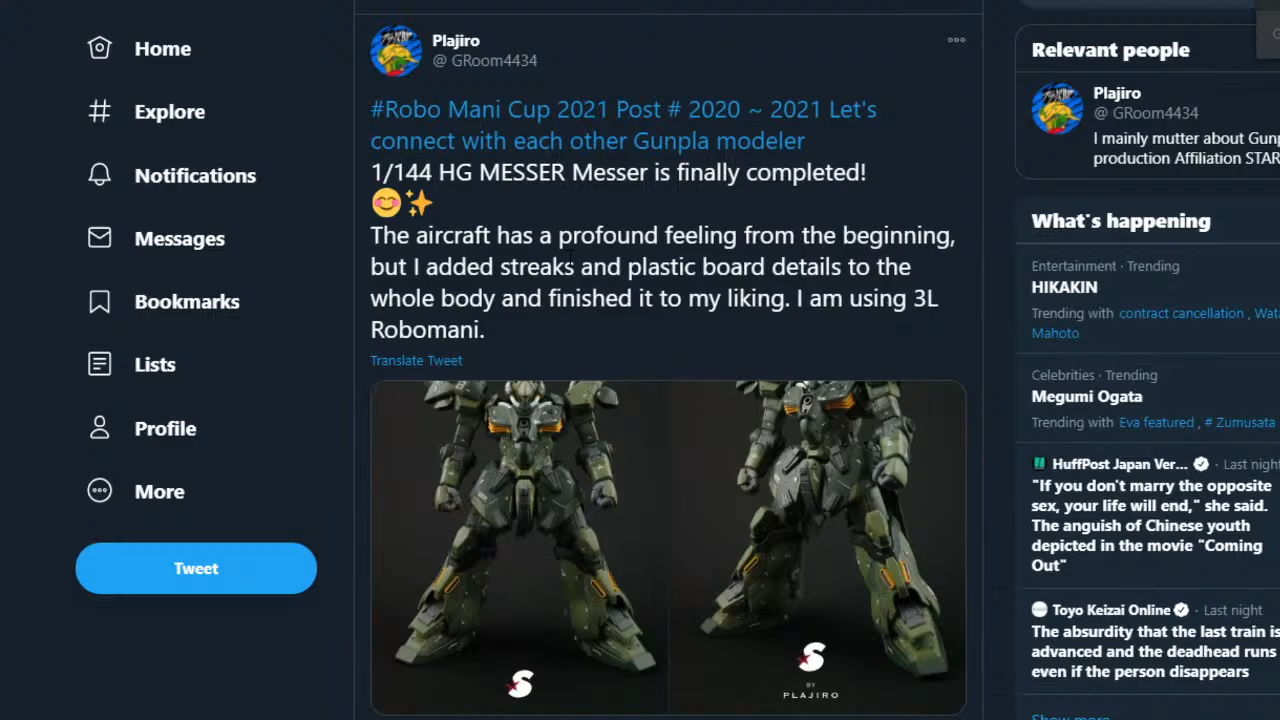 Home
Explore
Notifications
Messages
Bookmarks
Lists
Profile
More
Tweet
Plajiro
@ GRoom4434
#Robo Mani Cup 2021 Post # 2020 ~ 2021 Let's
connect with each other Gunpla modeler
1/144 HG MESSER Messer is finally completed!
😊✨
The aircraft has a profound feeling from the beginning,
but I added streaks and plastic board details to the
whole body and finished it to my liking. I am using 3L
Robomani.
Translate Tweet
S
S
BY
PLAJIRO
Relevant people
Plajiro
@ GRoom4434
I mainly mutter about Gunp
production Affiliation STAR
What's happening
Entertainment · Trending
HIKAKIN
Trending with contract cancellation , Wata
Mahoto
Celebrities · Trending
Megumi Ogata
Trending with Eva featured , # Zumusata
HuffPost Japan Ver... · Last night
"If you don't marry the opposite
sex, your life will end," she said.
The anguish of Chinese youth
depicted in the movie "Coming
Out"
Toyo Keizai Online · Last night
The absurdity that the last train is
advanced and the deadhead runs
even if the person disappears
Show more